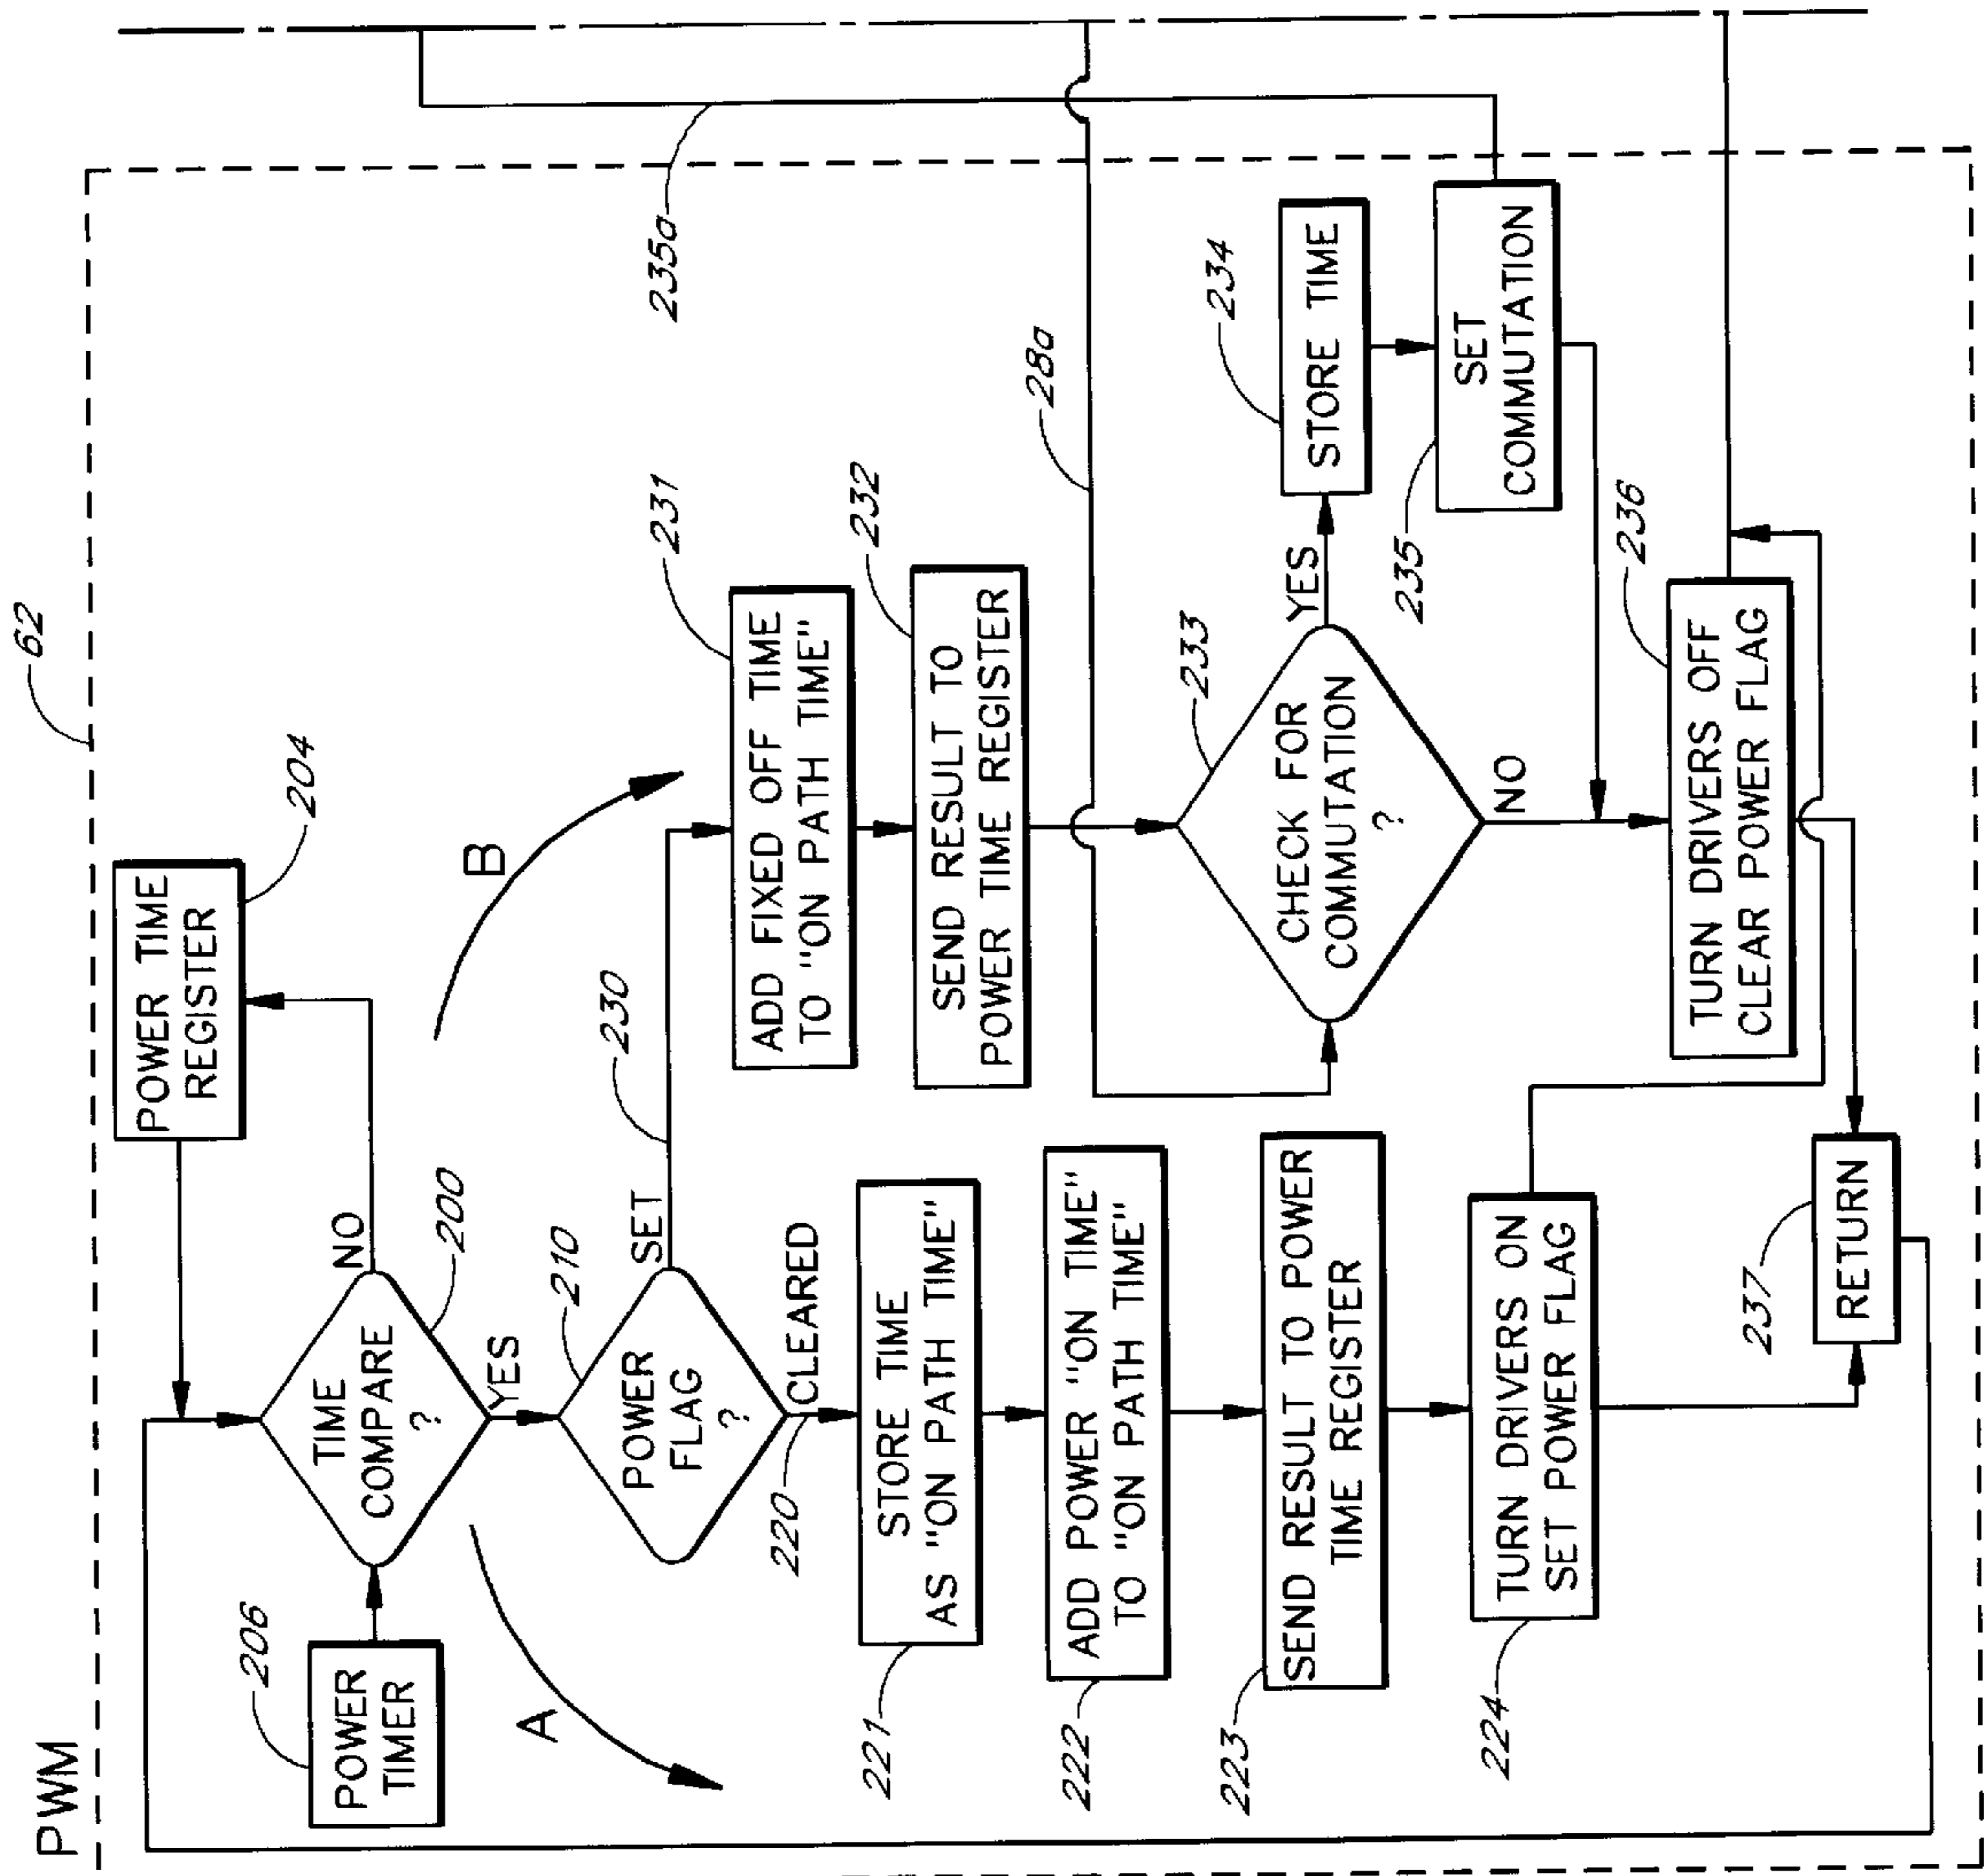 PWM
62
POWER TIME
REGISTER
204
206
POWER
TIMER
TIME
COMPARE
?
NO
200
YES
A
B
POWER
FLAG
?
210
SET
230
220
CLEARED
STORE TIME
AS "ON PATH TIME"
221
ADD POWER "ON TIME"
TO "ON PATH TIME"
222
SEND RESULT TO POWER
TIME REGISTER
223
TURN DRIVERS ON
SET POWER FLAG
224
ADD FIXED OFF TIME
TO "ON PATH TIME"
231
SEND RESULT TO
POWER TIME REGISTER
232
235a
28a
CHECK FOR
COMMUTATION
?
233
YES
NO
STORE TIME
234
SET
COMMUTATION
235
TURN DRIVERS OFF
CLEAR POWER FLAG
236
RETURN
237